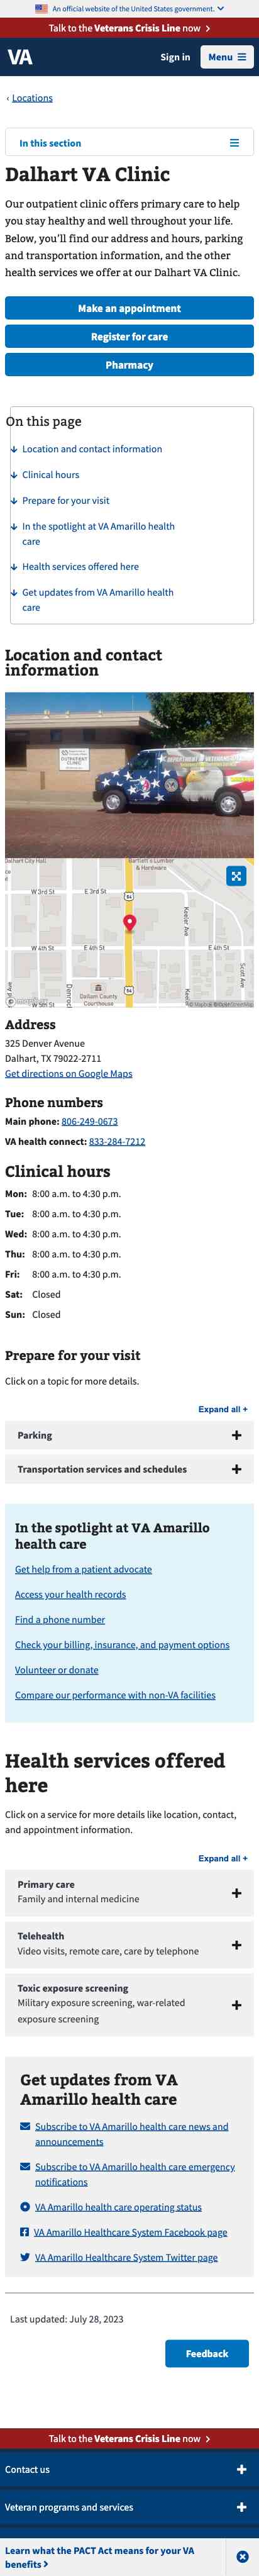 An official website of the United States government.
Talk to the Veterans Crisis Line now
VA
Sign in
Menu
Locations
In this section
Dalhart VA Clinic
Our outpatient clinic offers primary care to help
you stay healthy and well throughout your life.
Below, you’ll find our address and hours, parking
and transportation information, and the other
health services we offer at our Dalhart VA Clinic.
Make an appointment
Register for care
Pharmacy
On this page
Location and contact information
Clinical hours
Prepare for your visit
In the spotlight at VA Amarillo health
care
Health services offered here
Get updates from VA Amarillo health
care
Location and contact
information
OUTPATIENT
CLINIC
Dalhart City Hall
Bartlett's Lumber
& Hardware
W 3rd St
E 3rd St
54
Keeler Ave
W 4th St
E 4th St
E 4th St
Scott Ave
Denrock
Dallam County
Courthouse
54
Address
325 Denver Avenue
Dalhart, TX 79022-2711
Get directions on Google Maps
Phone numbers
Main phone: 806-249-0673
VA health connect: 833-284-7212
Clinical hours
Mon: 8:00 a.m. to 4:30 p.m.
Tue: 8:00 a.m. to 4:30 p.m.
Wed: 8:00 a.m. to 4:30 p.m.
Thu: 8:00 a.m. to 4:30 p.m.
Fri: 8:00 a.m. to 4:30 p.m.
Sat: Closed
Sun: Closed
Prepare for your visit
Click on a topic for more details.
Expand all +
Parking
Transportation services and schedules
In the spotlight at VA Amarillo
health care
Get help from a patient advocate
Access your health records
Find a phone number
Check your billing, insurance, and payment options
Volunteer or donate
Compare our performance with non-VA facilities
Health services offered
here
Click on a service for more details like location, contact,
and appointment information.
Expand all +
Primary care
Family and internal medicine
Telehealth
Video visits, remote care, care by telephone
Toxic exposure screening
Military exposure screening, war-related
exposure screening
Get updates from VA
Amarillo health care
Subscribe to VA Amarillo health care news and
announcements
Subscribe to VA Amarillo health care emergency
notifications
VA Amarillo health care operating status
VA Amarillo Healthcare System Facebook page
VA Amarillo Healthcare System Twitter page
Last updated: July 28, 2023
Feedback
Talk to the Veterans Crisis Line now
Contact us
Veteran programs and services
Learn what the PACT Act means for your VA
benefits